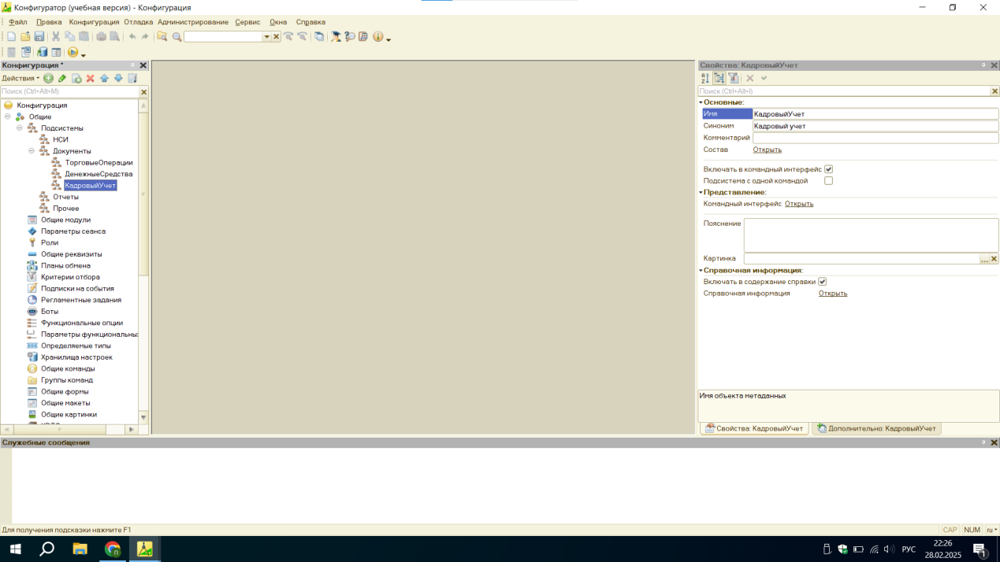 Конфигуратор (учебная версия) - Конфигурация
Файл Правка Конфигурация Отладка Администрирование Сервис Окна Справка
Конфигурация *
Действия
Поиск (Ctrl+Alt+M)
Конфигурация
Общие
Подсистемы
НСИ
Документы
ТорговыеОперации
ДенежныеСредства
КадровыйУчет
Отчеты
Прочее
Общие модули
Параметры сеанса
Роли
Общие реквизиты
Планы обмена
Критерии отбора
Подписки на события
Регламентные задания
Боты
Функциональные опции
Параметры функциональны
Определяемые типы
Хранилища настроек
Общие команды
Группы команд
Общие формы
Общие макеты
Общие картинки
Свойства: КадровыйУчет
Поиск (Ctrl+Alt+I)
Основные:
Имя КадровыйУчет
Синоним Кадровый учет
Комментарий
Состав Открыть
Включать в командный интерфейс
Подсистема с одной командой
Представление:
Командный интерфейс Открыть
Пояснение
Картинка
Справочная информация:
Включать в содержание справки
Справочная информация Открыть
Имя объекта метаданных
Свойства: КадровыйУчет Дополнительно: КадровыйУчет
Служебные сообщения
Для получения подсказки нажмите F1
CAP NUM ru
РУС
22:26
28.02.2025
1